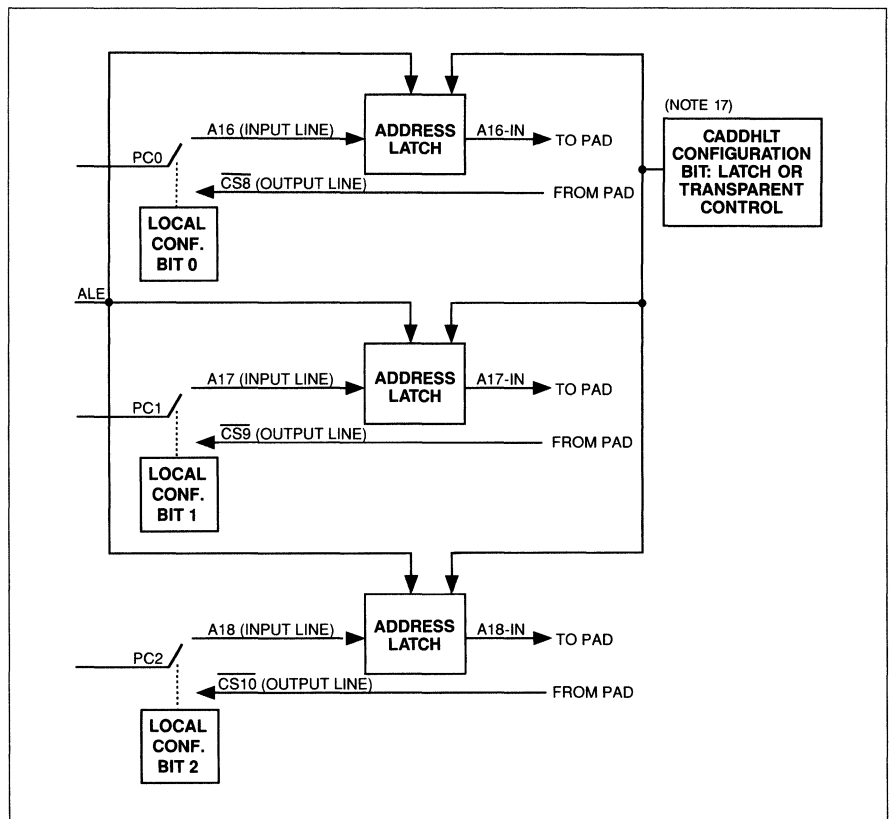 (NOTE 17)
CADDHLT
CONFIGURATION
BIT: LATCH OR
TRANSPARENT
CONTROL
A16 (INPUT LINE)
ADDRESS
LATCH
A16-IN
TO PAD
PC0
CS8 (OUTPUT LINE)
FROM PAD
LOCAL
CONF.
BIT 0
ALE
A17 (INPUT LINE)
ADDRESS
LATCH
A17-IN
TO PAD
PC1
CS9 (OUTPUT LINE)
FROM PAD
LOCAL
CONF.
BIT 1
A18 (INPUT LINE)
ADDRESS
LATCH
A18-IN
TO PAD
PC2
CS10 (OUTPUT LINE)
FROM PAD
LOCAL
CONF.
BIT 2